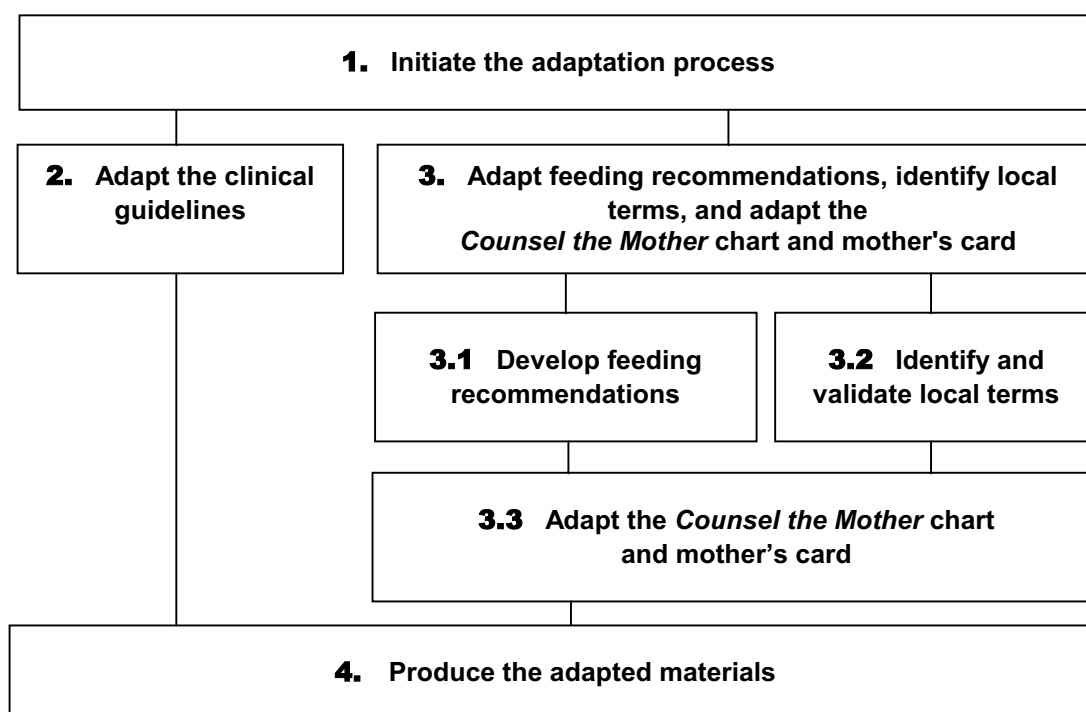 1. Initiate the adaptation process
2. Adapt the clinical
guidelines
3. Adapt feeding recommendations, identify local
terms, and adapt the
Counsel the Mother chart and mother's card
3.1 Develop feeding
recommendations
3.2 Identify and
validate local terms
3.3 Adapt the Counsel the Mother chart
and mother’s card
4. Produce the adapted materials